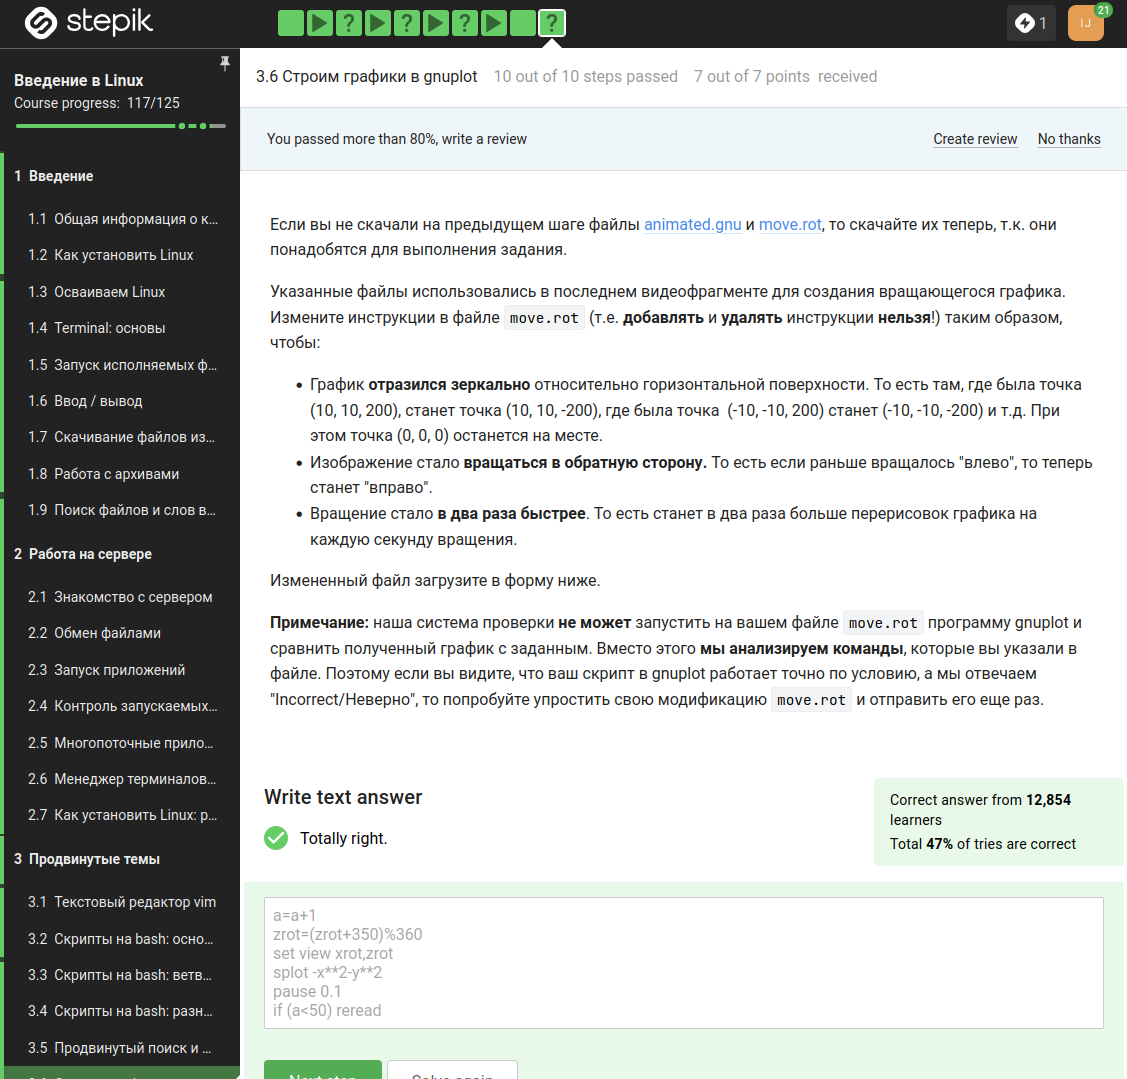 stepik
1
IJ
21
Введение в Linux
Course progress: 117/125
1 Введение
1.1 Общая информация о к...
1.2 Как установить Linux
1.3 Осваиваем Linux
1.4 Terminal: основы
1.5 Запуск исполняемых ф...
1.6 Ввод / вывод
1.7 Скачивание файлов из...
1.8 Работа с архивами
1.9 Поиск файлов и слов в...
2 Работа на сервере
2.1 Знакомство с сервером
2.2 Обмен файлами
2.3 Запуск приложений
2.4 Контроль запускаемых...
2.5 Многопоточные прило...
2.6 Менеджер терминалов...
2.7 Как установить Linux: р...
3 Продвинутые темы
3.1 Текстовый редактор vim
3.2 Скрипты на bash: осно...
3.3 Скрипты на bash: ветв...
3.4 Скрипты на bash: разн...
3.5 Продвинутый поиск и ...
3.6 Строим графики в gnuplot 10 out of 10 steps passed 7 out of 7 points received
You passed more than 80%, write a review
Create review
No thanks
Если вы не скачали на предыдущем шаге файлы animated.gnu и move.rot, то скачайте их теперь, т.к. они
понадобятся для выполнения задания.
Указанные файлы использовались в последнем видеофрагменте для создания вращающегося графика.
Измените инструкции в файле move.rot (т.е. добавлять и удалять инструкции нельзя!) таким образом,
чтобы:
• График отразился зеркально относительно горизонтальной поверхности. То есть там, где была точка
(10, 10, 200), станет точка (10, 10, -200), где была точка (-10, -10, 200) станет (-10, -10, -200) и т.д. При
этом точка (0, 0, 0) останется на месте.
• Изображение стало вращаться в обратную сторону. То есть если раньше вращалось "влево", то теперь
станет "вправо".
• Вращение стало в два раза быстрее. То есть станет в два раза больше перерисовок графика на
каждую секунду вращения.
Измененный файл загрузите в форму ниже.
Примечание: наша система проверки не может запустить на вашем файле move.rot программу gnuplot и
сравнить полученный график с заданным. Вместо этого мы анализируем команды, которые вы указали в
файле. Поэтому если вы видите, что ваш скрипт в gnuplot работает точно по условию, а мы отвечаем
"Incorrect/Неверно", то попробуйте упростить свою модификацию move.rot и отправить его еще раз.
Write text answer
Totally right.
Correct answer from 12,854
learners
Total 47% of tries are correct
a=a+1
zrot=(zrot+350)%360
set view xrot,zrot
splot -x**2-y**2
pause 0.1
if (a<50) reread
Next step
Solve again